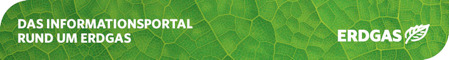 DAS INFORMATIONSPORTAL
RUND UM ERDGAS
ERDGAS